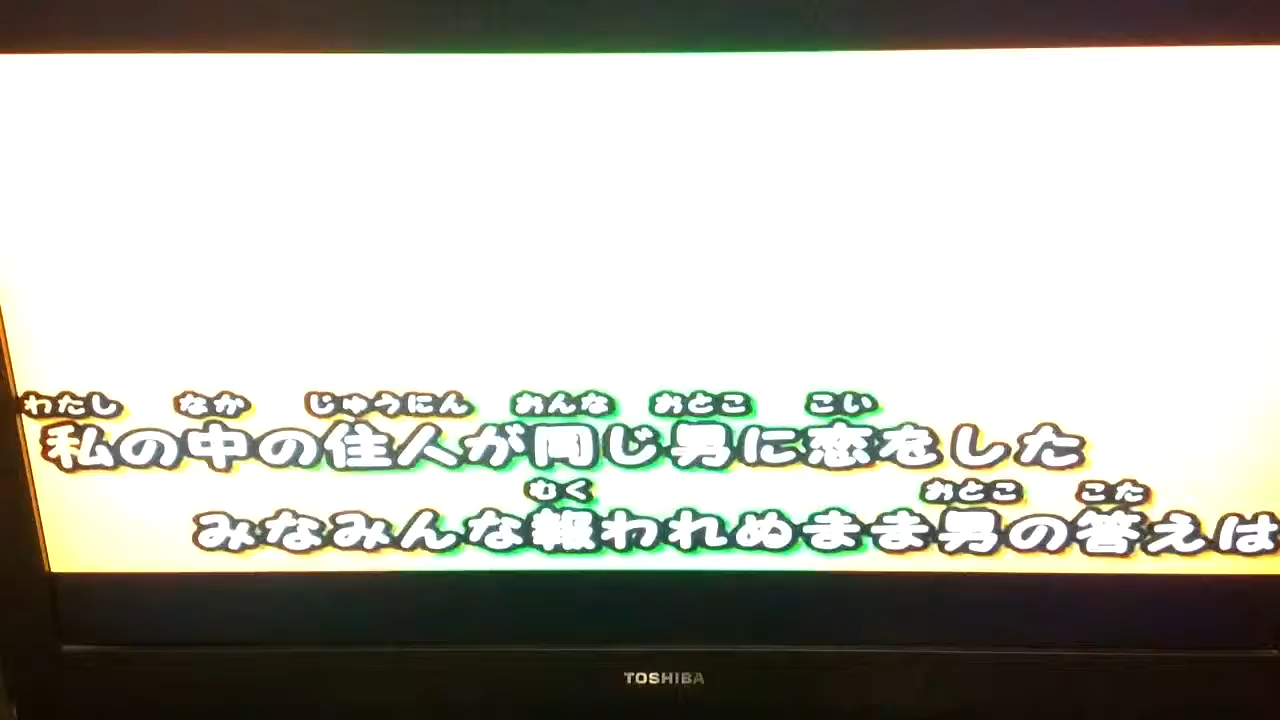 わたし なか じゅうにん おんな おとこ こい
私の中の住人が同じ男に恋をした
むく おとこ こた
みなみんな報われぬまま男の答えは
TOSHIBA